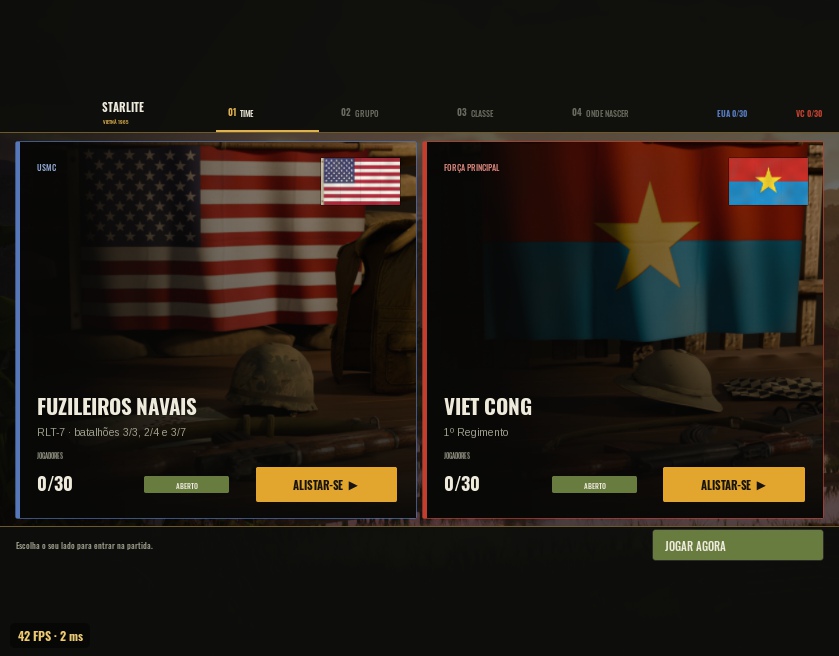 STARLITE
VIETNÃ 1965
01 TIME
02 GRUPO
03 CLASSE
04 ONDE NASCER
EUA 0/30
VC 0/30
USMC
FUZILEIROS NAVAIS
RLT-7 · batalhões 3/3, 2/4 e 3/7
JOGADORES
0/30
ABERTO
ALISTAR-SE ►
FORÇA PRINCIPAL
VIET CONG
1º Regimento
JOGADORES
0/30
ABERTO
ALISTAR-SE ►
Escolha o seu lado para entrar na partida.
JOGAR AGORA
42 FPS · 2 ms